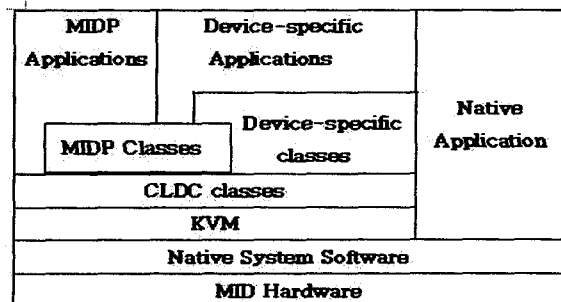 MIDP
Applications
Device-specific
Applications
Native
Application
MIDP Classes
Device-specific
classes
CLDC classes
KVM
Native System Software
MID Hardware